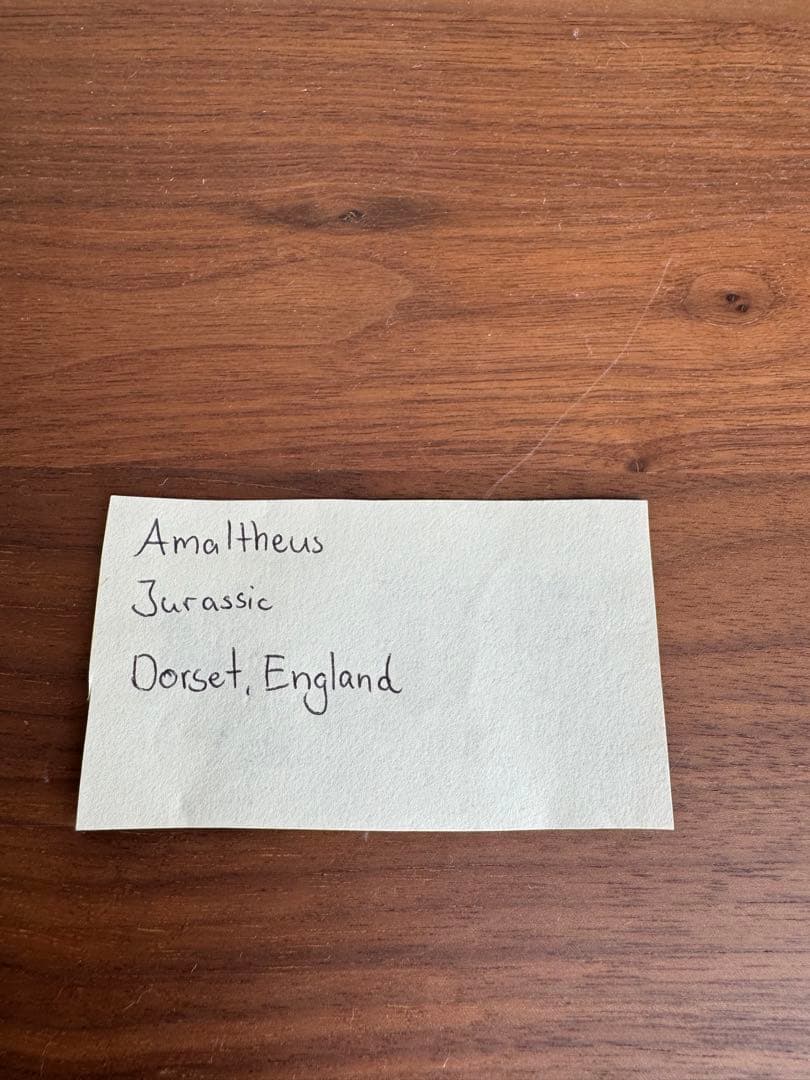 Amaltheus
Jurassic
Dorset, England